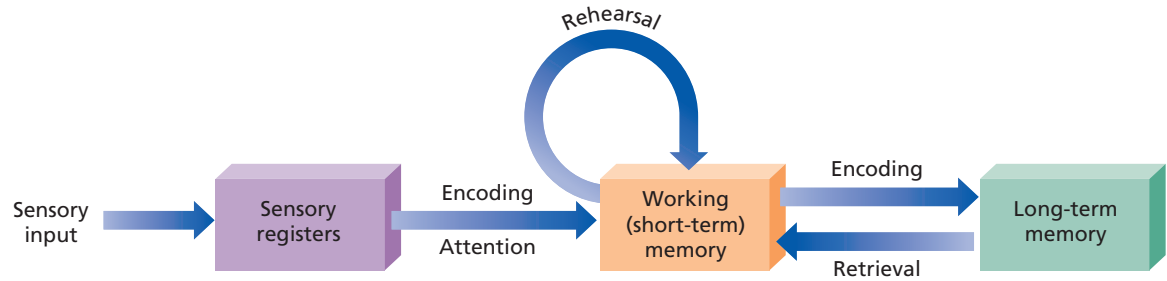 Rehearsal
Sensory
input
Sensory
registers
Encoding
Attention
Working
(short-term)
memory
Encoding
Retrieval
Long-term
memory